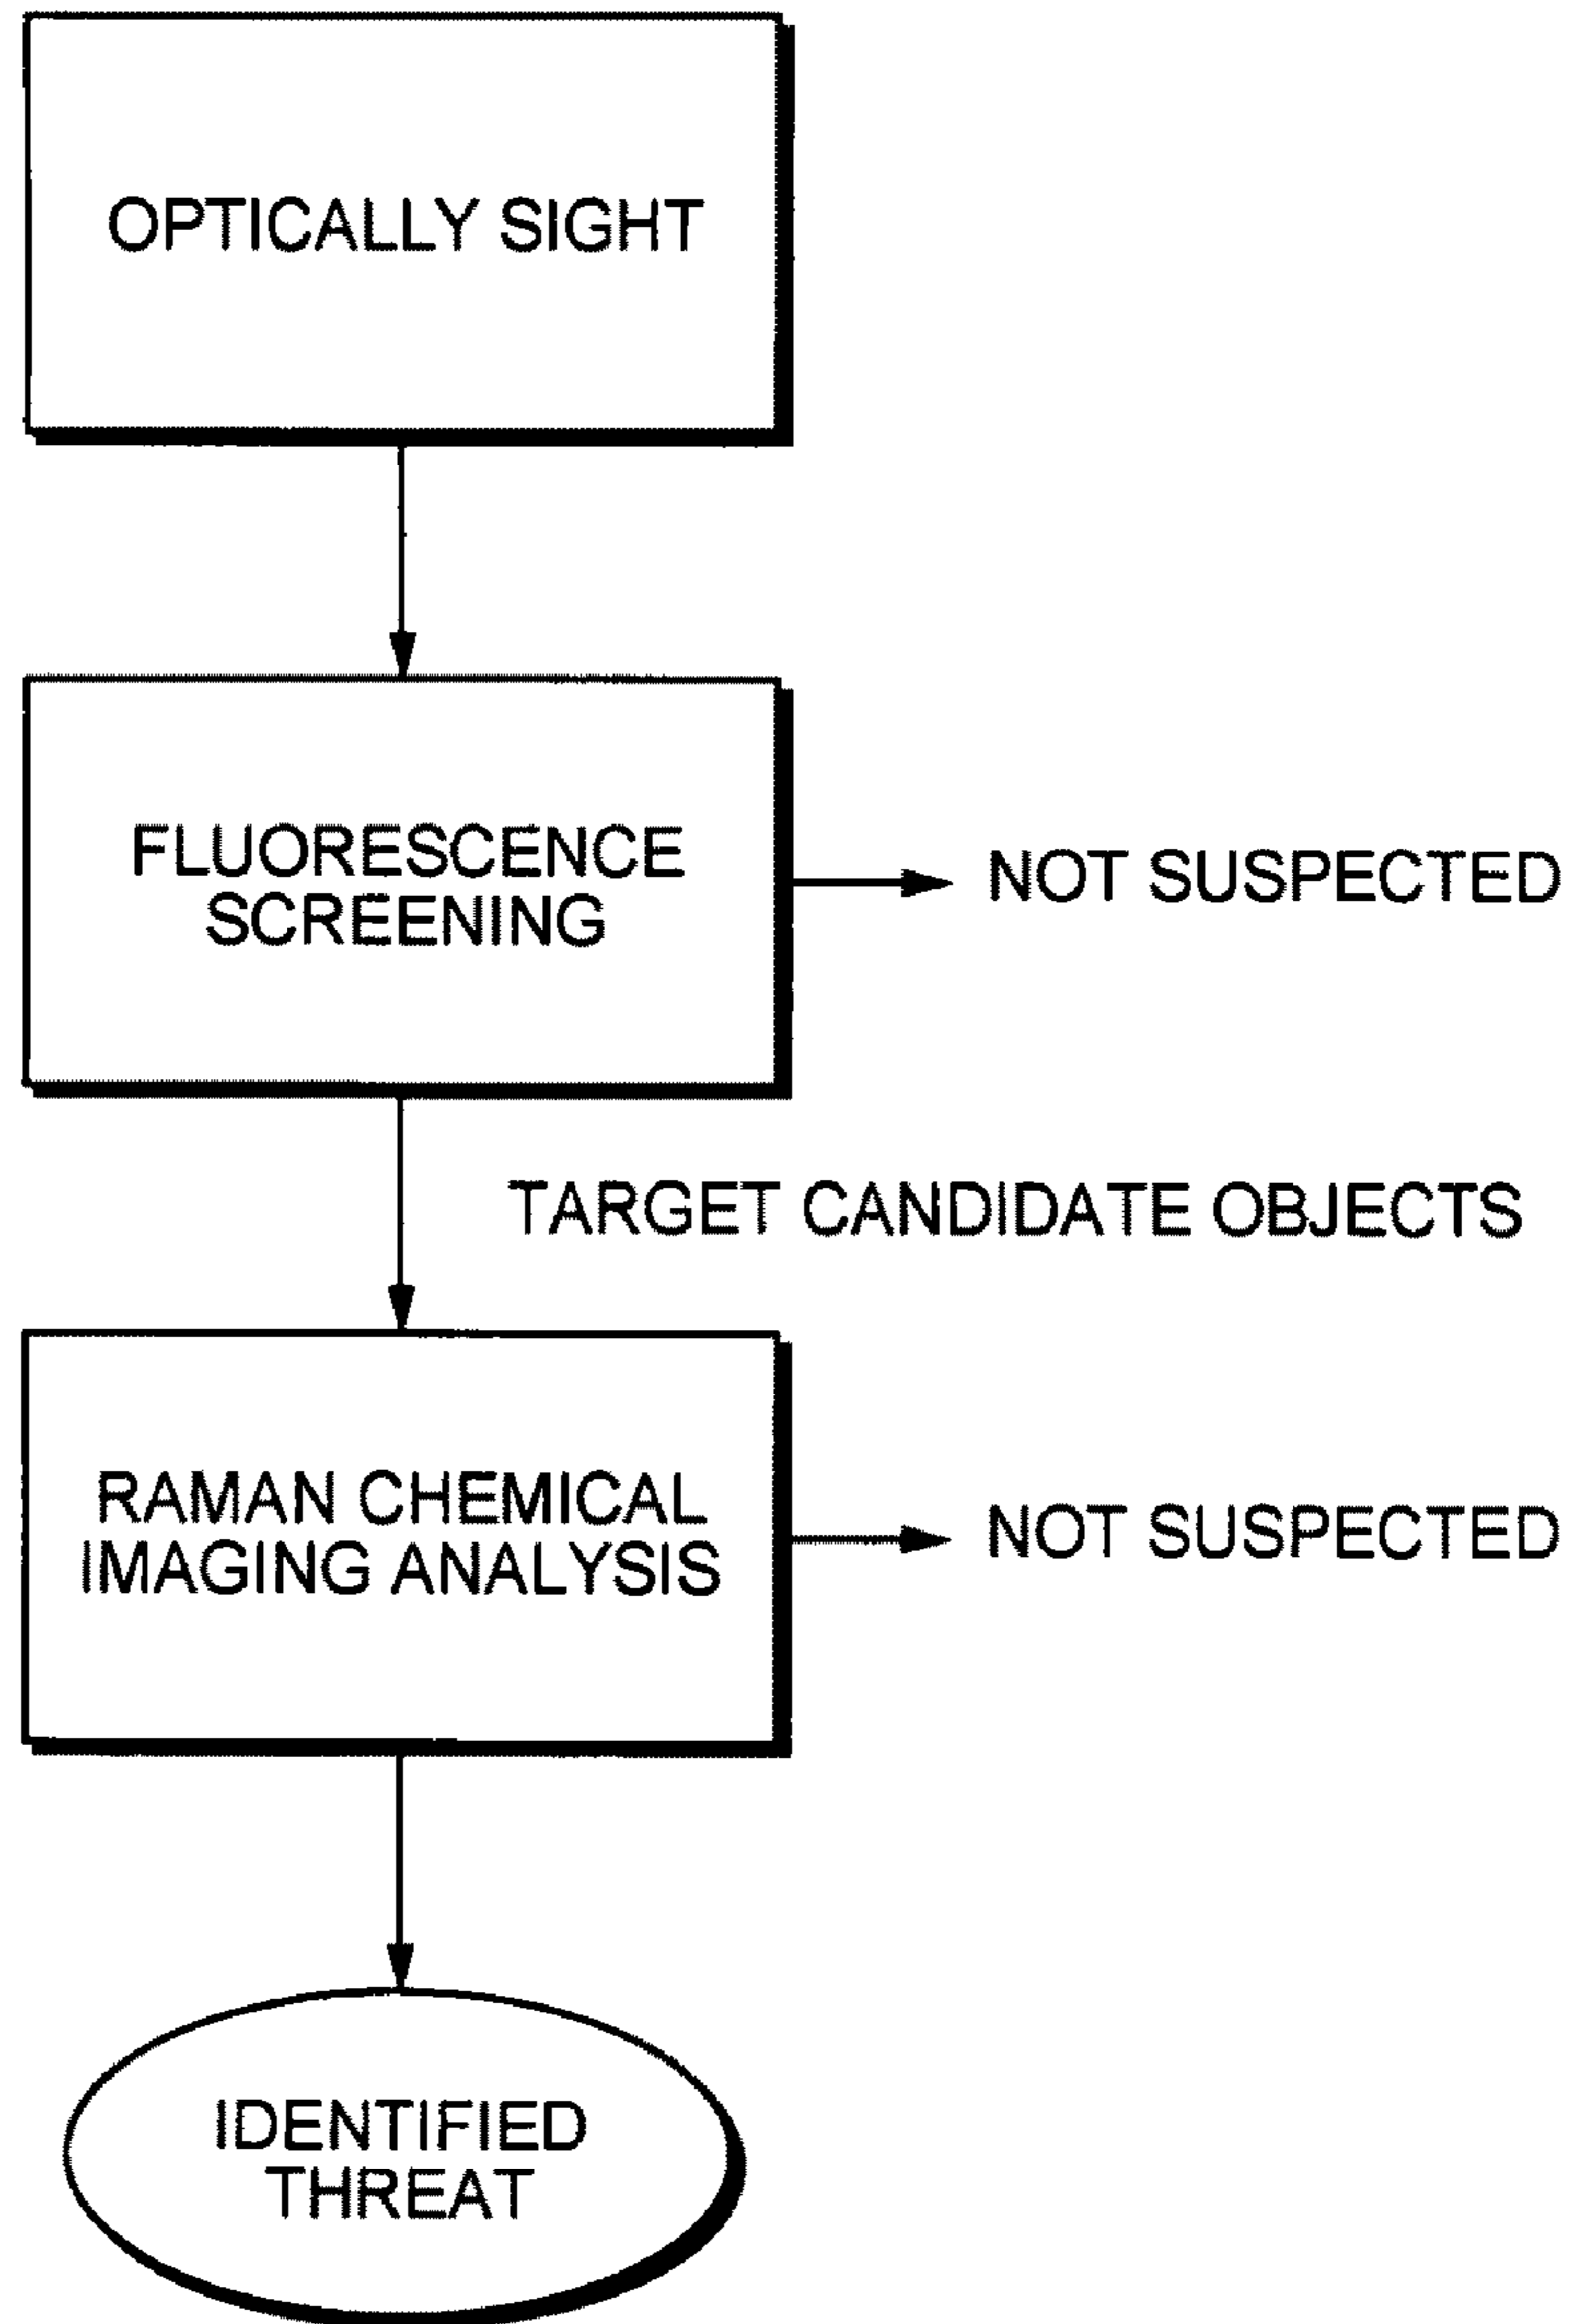 OPTICALLY SIGHT
FLUORESCENCE
SCREENING
NOT SUSPECTED
TARGET CANDIDATE OBJECTS
RAMAN CHEMICAL
IMAGING ANALYSIS
NOT SUSPECTED
IDENTIFIED
THREAT